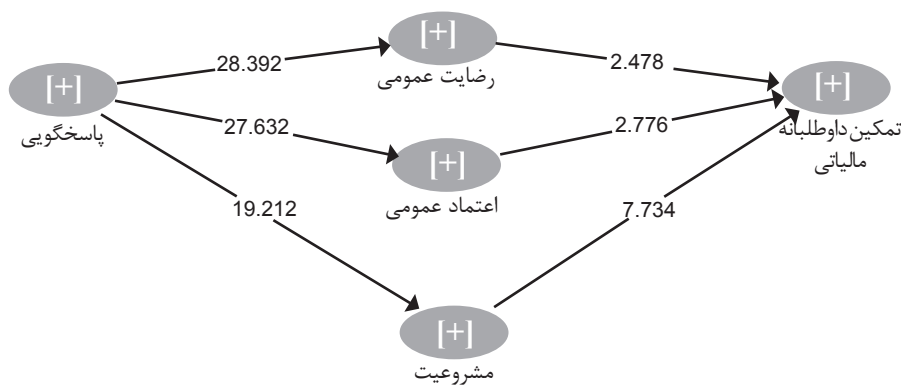 [+]
رضایت عمومی
28.392
2.478
[+]
پاسخگویی
[+]
تمکین داوطلبانه
مالیاتی
27.632
2.776
[+]
اعتماد عمومی
19.212
7.734
[+]
مشروعیت